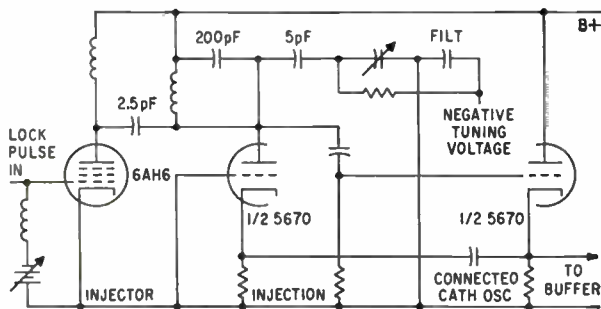 B+
200pF
5pF
FILT
2.5pF
NEGATIVE
TUNING
VOLTAGE
LOCK
PULSE
IN
6AH6
1/2 5670
1/2 5670
INJECTOR
INJECTION
CONNECTED
CATH OSC
TO
BUFFER